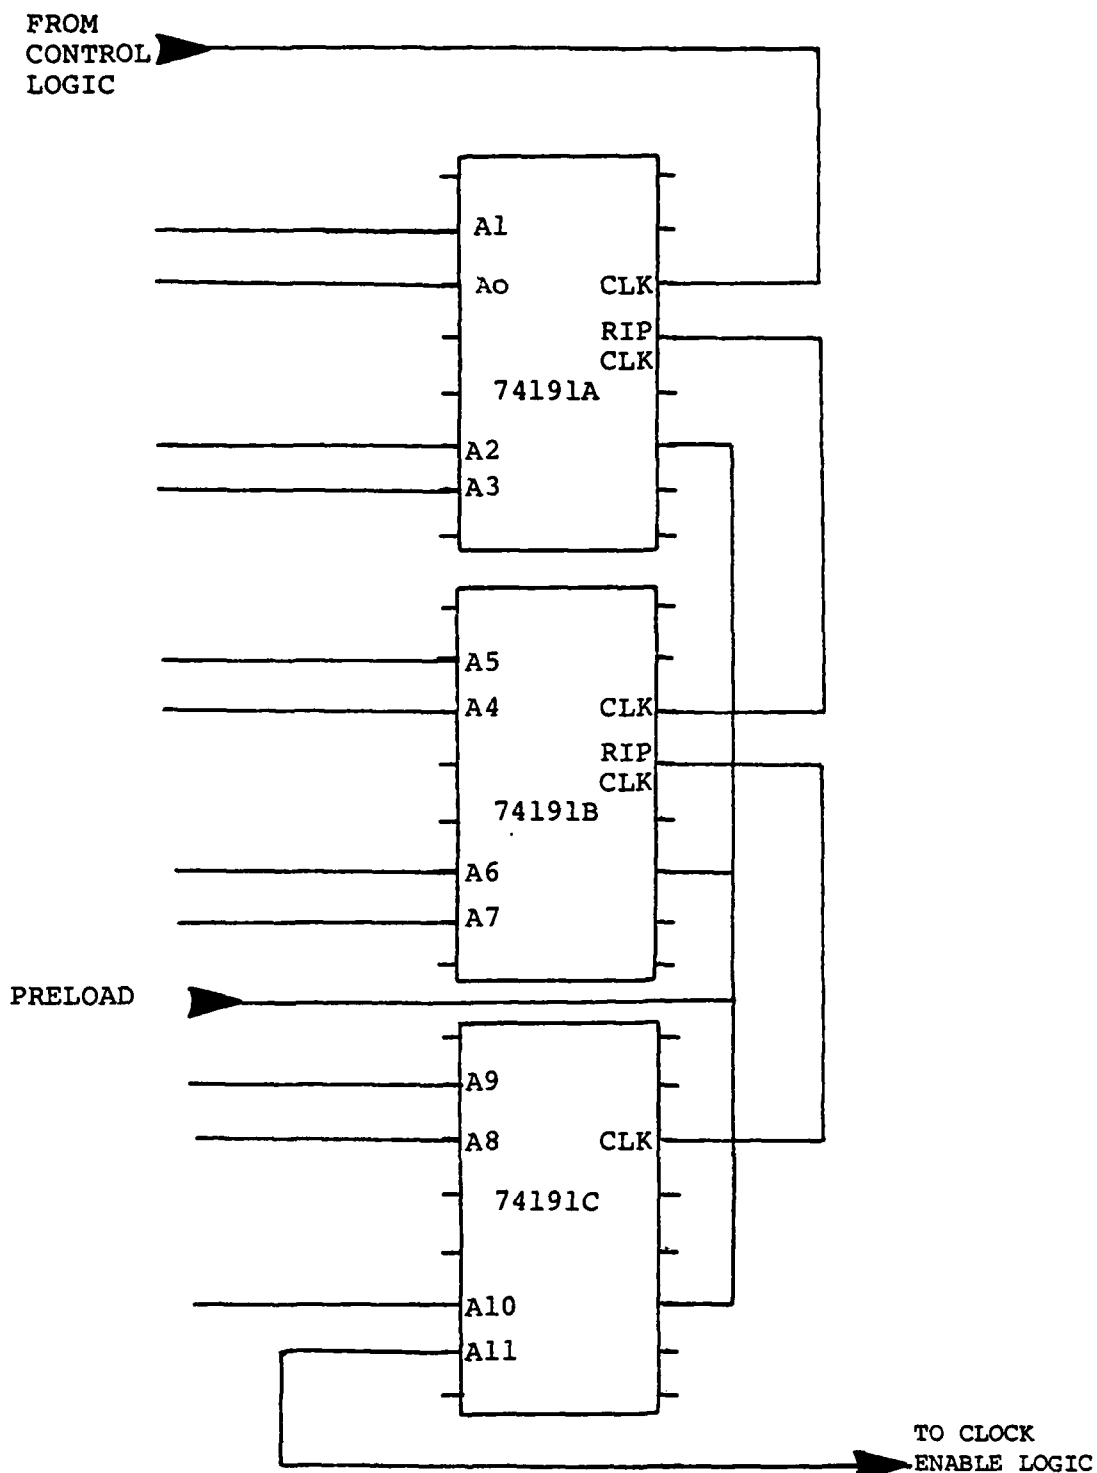 FROM
CONTROL
LOGIC
A1
Ao
CLK
RIP
CLK
74191A
A2
A3
A5
A4
CLK
RIP
CLK
74191B
A6
A7
PRELOAD
A9
A8
CLK
74191C
A10
A11
TO CLOCK
ENABLE LOGIC